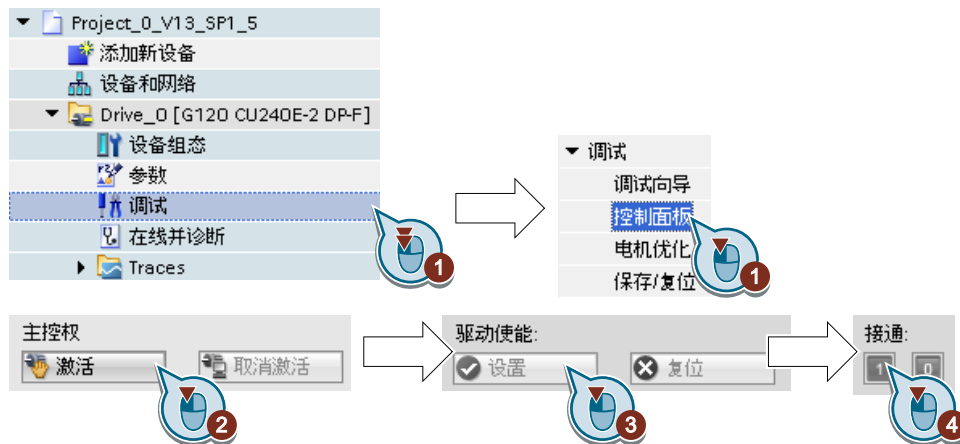 Project_0_V13_SP1_5
添加新设备
设备和网络
Drive_0 [G120 CU240E-2 DP-F]
设备组态
参数
调试
在线并诊断
Traces
1
调试
调试向导
控制面板
电机优化
保存/复位
1
主控权
激活
取消激活
2
驱动使能:
设置
复位
3
接通:
1 0
4